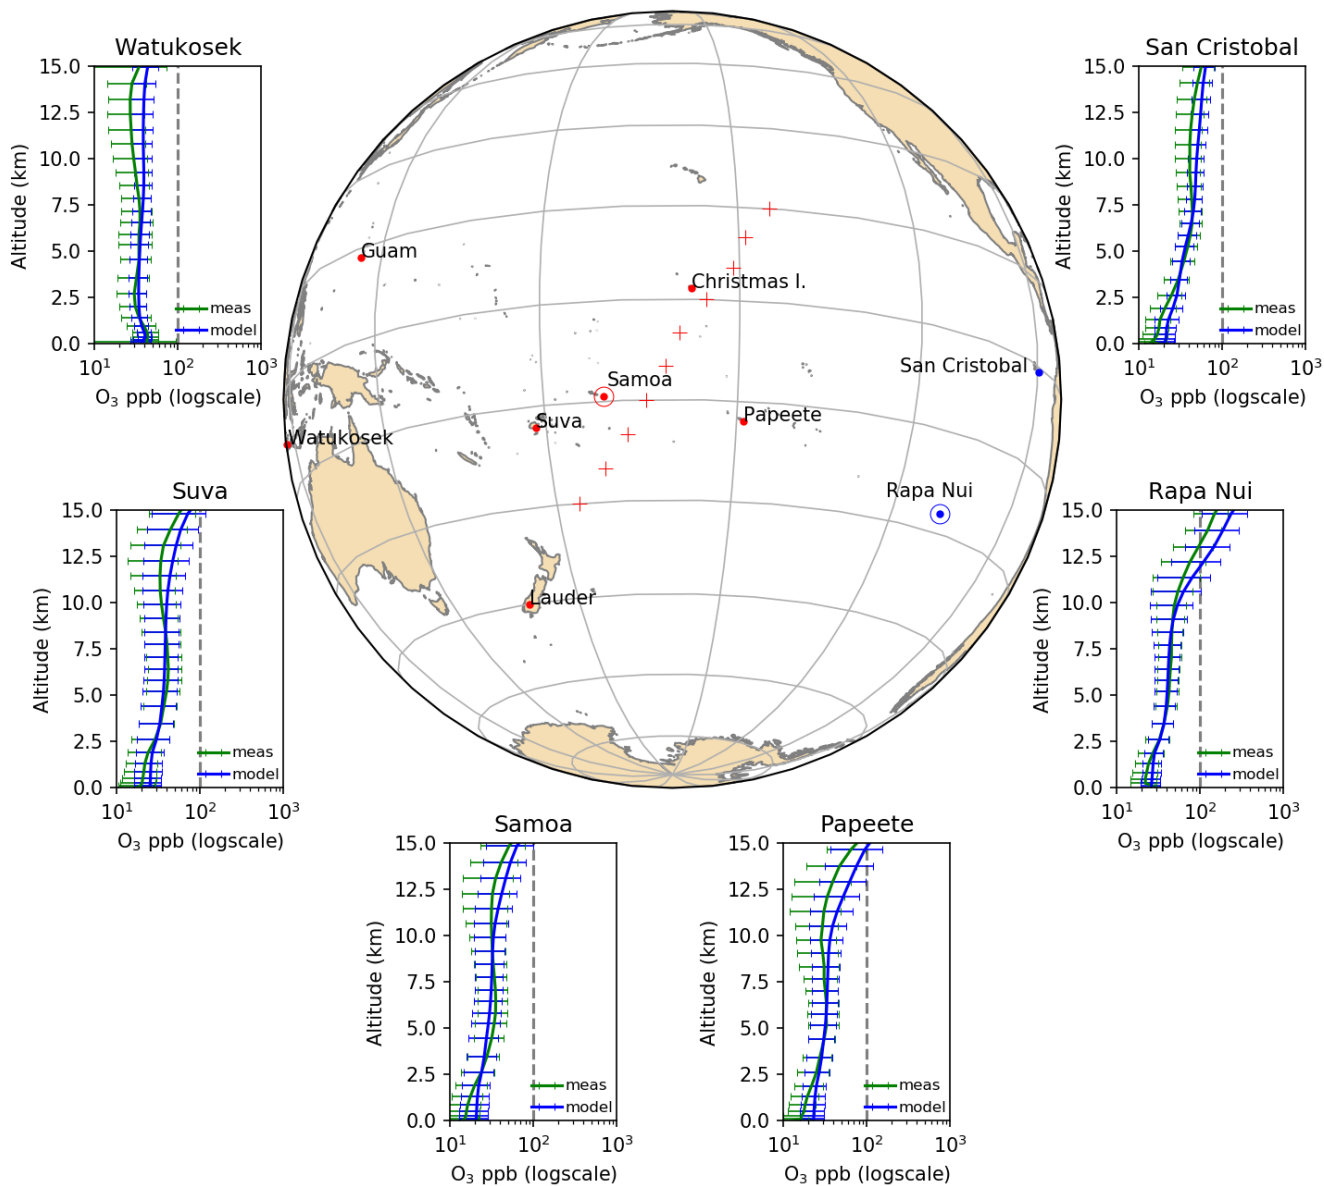 Watukosek
15.0
12.5
10.0
7.5
5.0
2.5
0.0
Altitude (km)
meas
model
10¹ 10² 10³
O₃ ppb (logscale)
San Cristobal
15.0
12.5
10.0
7.5
5.0
2.5
0.0
Altitude (km)
meas
model
10¹ 10² 10³
O₃ ppb (logscale)
Guam
Christmas I.
San Cristobal
Samoa
Suva
Papeete
Watukosek
Rapa Nui
Lauder
Suva
15.0
12.5
10.0
7.5
5.0
2.5
0.0
Altitude (km)
meas
model
10¹ 10² 10³
O₃ ppb (logscale)
Rapa Nui
15.0
12.5
10.0
7.5
5.0
2.5
0.0
Altitude (km)
meas
model
10¹ 10² 10³
O₃ ppb (logscale)
Samoa
15.0
12.5
10.0
7.5
5.0
2.5
0.0
Altitude (km)
meas
model
10¹ 10² 10³
O₃ ppb (logscale)
Papeete
15.0
12.5
10.0
7.5
5.0
2.5
0.0
Altitude (km)
meas
model
10¹ 10² 10³
O₃ ppb (logscale)